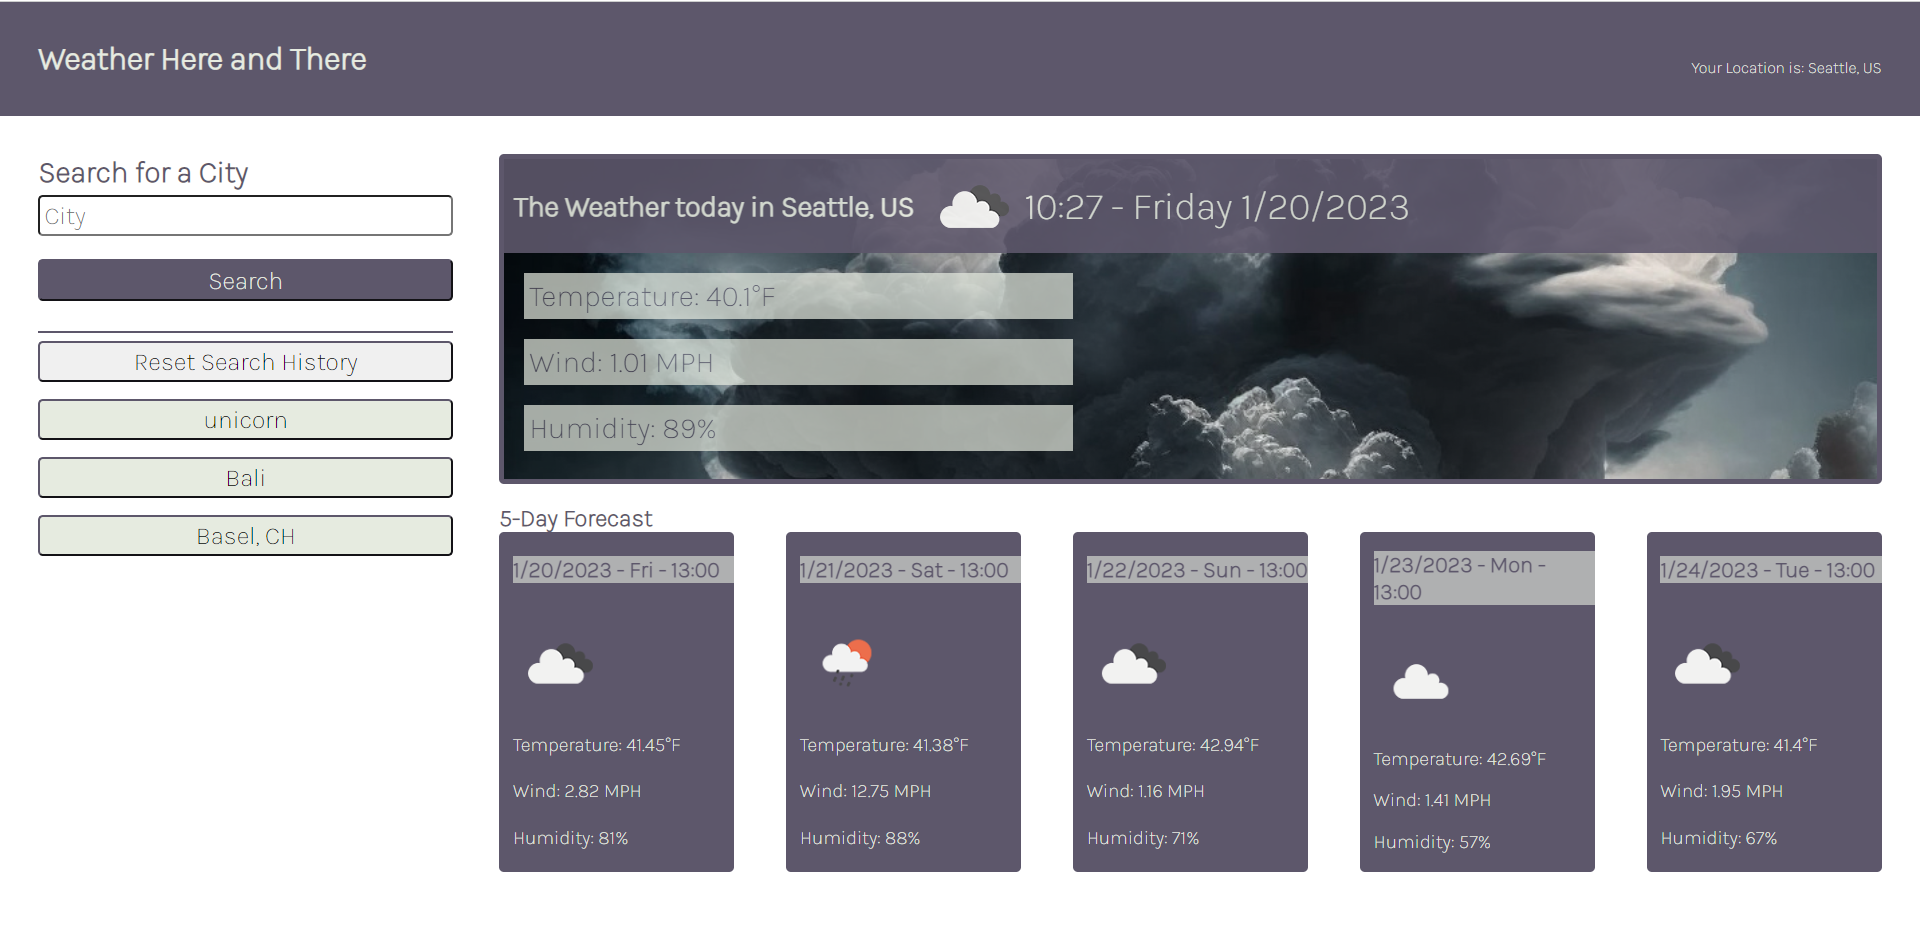 Weather Here and There
Your Location is: Seattle, US
Search for a City
City
Search
Reset Search History
unicorn
Bali
Basel, CH
The Weather today in Seattle, US
10:27 - Friday 1/20/2023
Temperature: 40.1°F
Wind: 1.01 MPH
Humidity: 89%
5-Day Forecast
1/20/2023 - Fri - 13:00
Temperature: 41.45°F
Wind: 2.82 MPH
Humidity: 81%
1/21/2023 - Sat - 13:00
Temperature: 41.38°F
Wind: 12.75 MPH
Humidity: 88%
1/22/2023 - Sun - 13:00
Temperature: 42.94°F
Wind: 1.16 MPH
Humidity: 71%
1/23/2023 - Mon -
13:00
Temperature: 42.69°F
Wind: 1.41 MPH
Humidity: 57%
1/24/2023 - Tue - 13:00
Temperature: 41.4°F
Wind: 1.95 MPH
Humidity: 67%